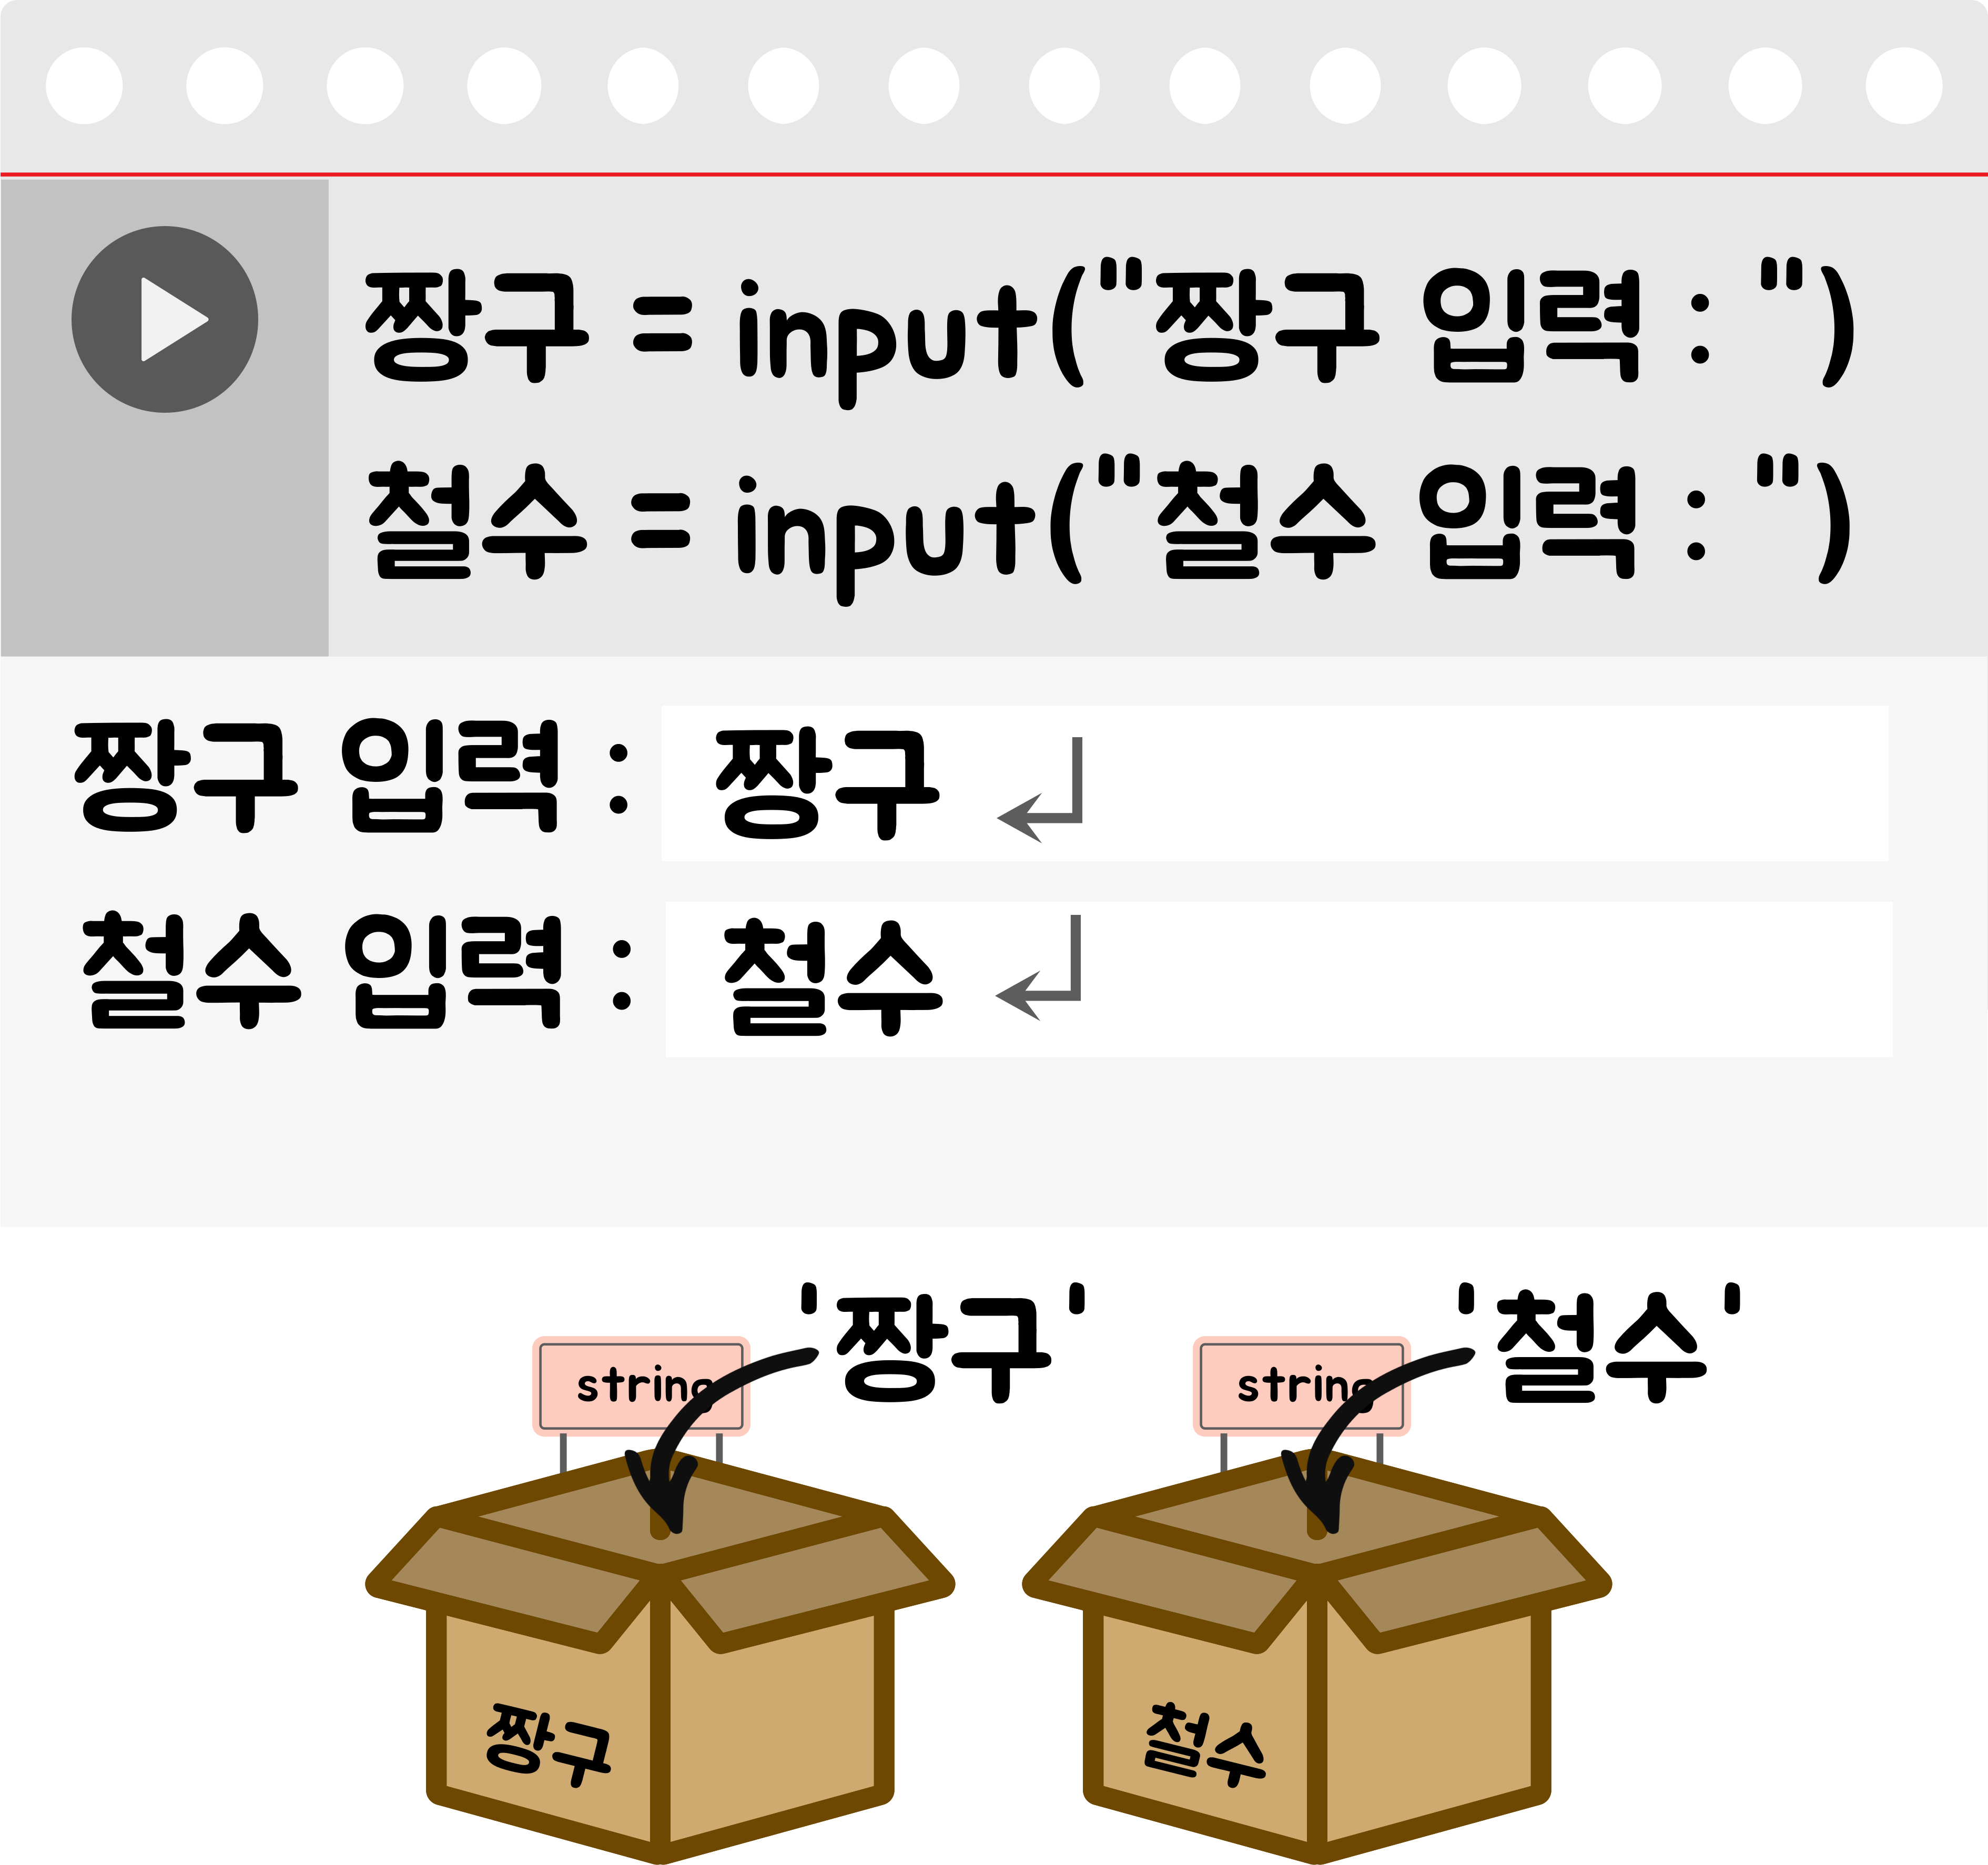 짱구 = input("짱구 입력 : ")
철수 = input("철수 입력 : ")
짱구 입력 : 짱구
철수 입력 : 철수
'짱구' '철수'
string string
짱구 철수